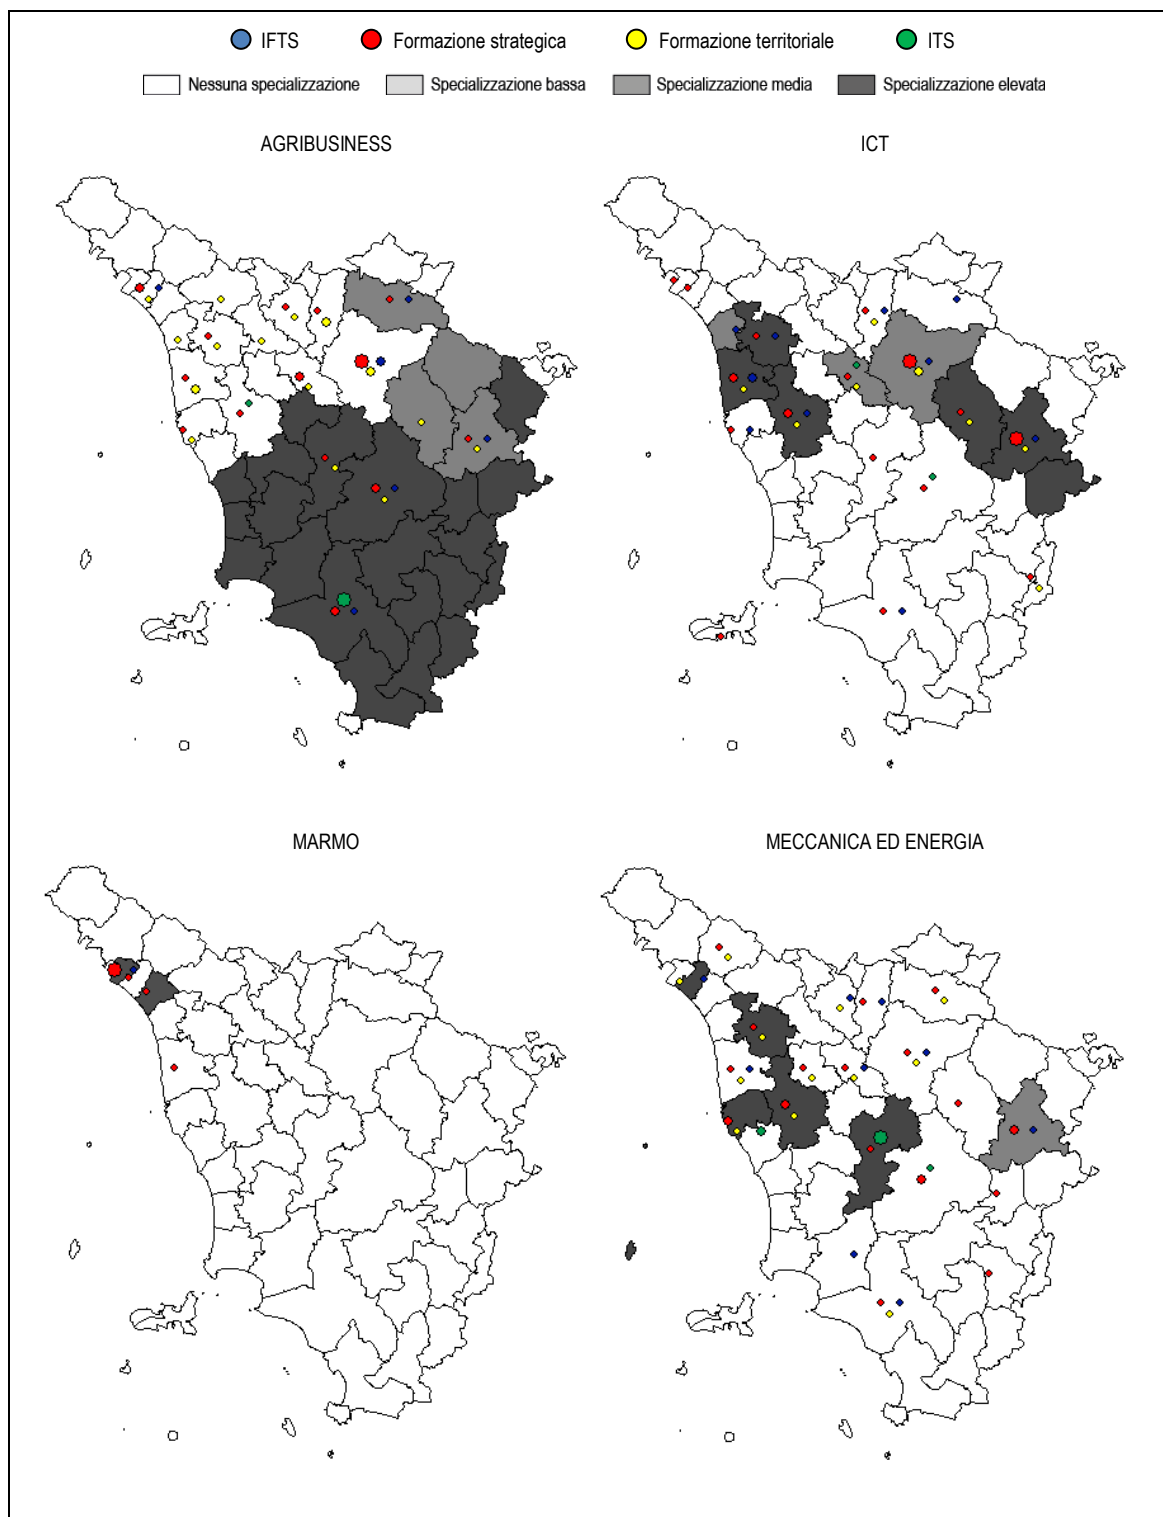 IFTS Formazione strategica Formazione territoriale ITS
Nessuna specializzazione Specializzazione bassa Specializzazione media Specializzazione elevata
AGRIBUSINESS ICT
MARMO MECCANICA ED ENERGIA